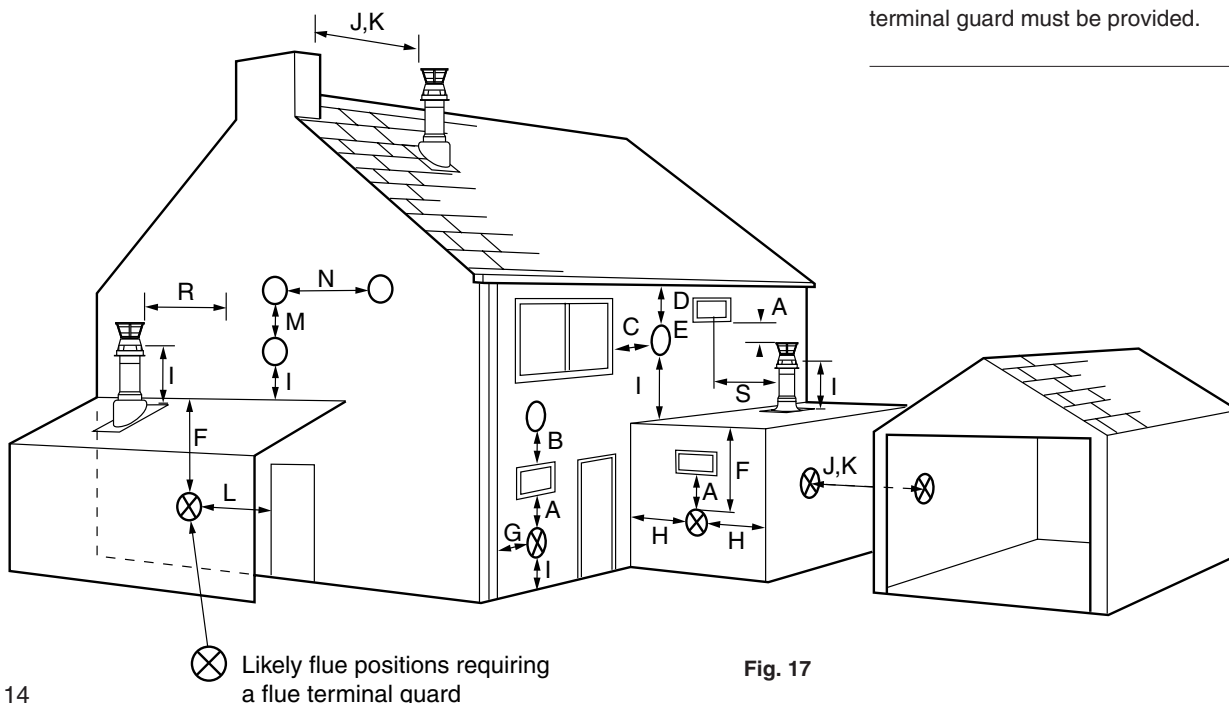 terminal guard must be provided.
J,K
N
R
M
I
I
D
E
A
C
I
S
I
B
F
F
J,K
L
A
A
G
H
H
I
Likely flue positions requiring
a flue terminal guard
Fig. 17
14